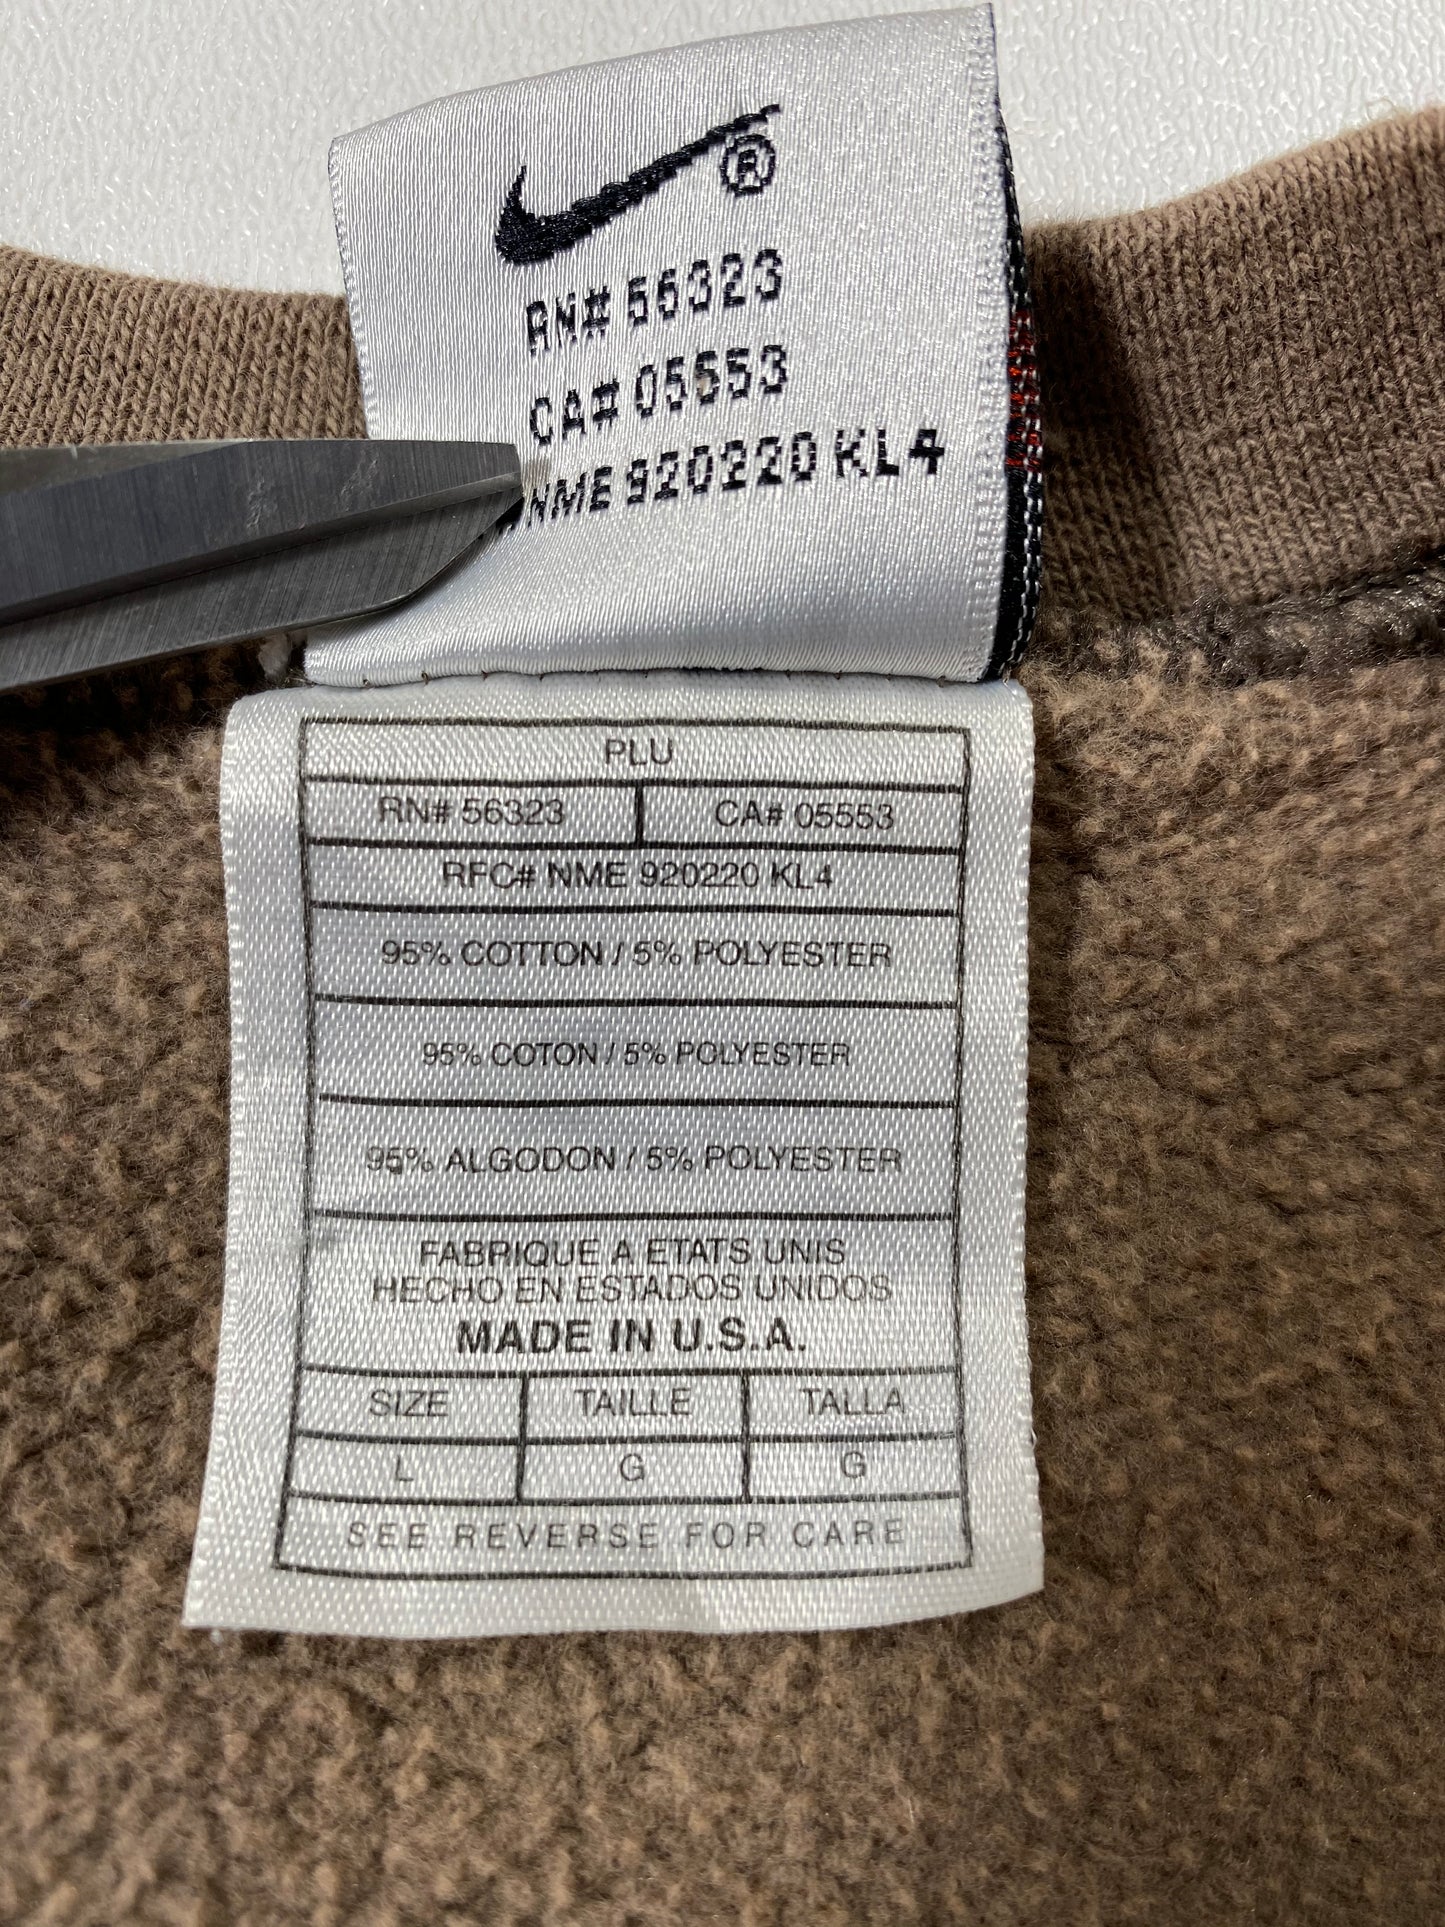 ®
RN# 56323
CA# 05553
NME 920220 KL4
PLU
RN# 56323 CA# 05553
RFC# NME 920220 KL4
95% COTTON / 5% POLYESTER
95% COTON / 5% POLYESTER
95% ALGODON / 5% POLYESTER
FABRIQUE A ETATS UNIS
HECHO EN ESTADOS UNIDOS
MADE IN U.S.A.
SIZE TAILLE TALLA
L G G
SEE REVERSE FOR CARE